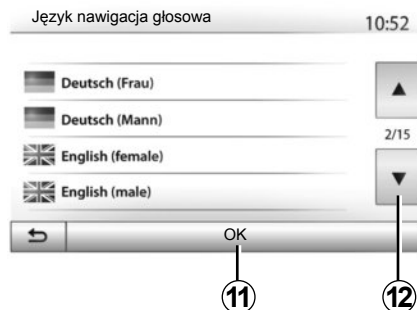 Język nawigacja głosowa 10:52
Deutsch (Frau)
Deutsch (Mann)
2/15
English (female)
English (male)
OK
11 12